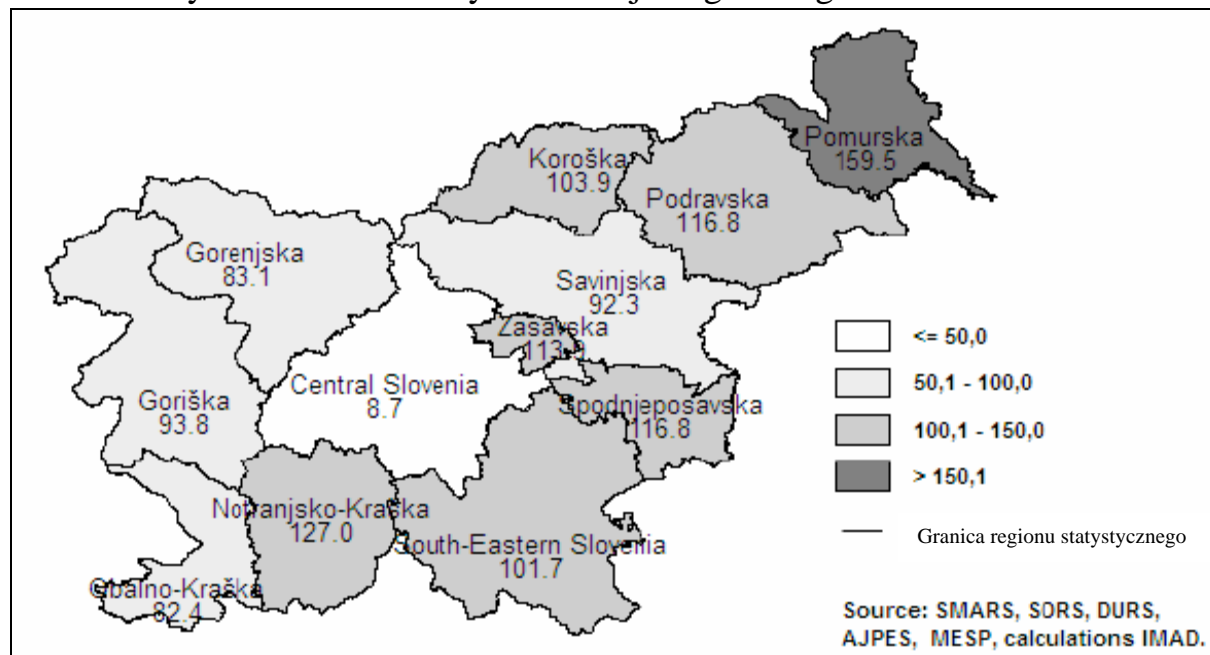 Pomurska
159.5
Koroška
103.9
Podravska
116.8
Gorenjska
83.1
Savinjska
92.3
Zasavska
113.9
Central Slovenia
8.7
Goriška
93.8
Spodnjeposavska
116.8
Notranjsko-Kraška
127.0
South-Eastern Slovenia
101.7
Obalno-Kraška
82.4
<= 50,0
50,1 - 100,0
100,1 - 150,0
> 150,1
Granica regionu statystycznego
Source: SMARS, SORS, DURS,
AJPES, MESP, calculations IMAD.